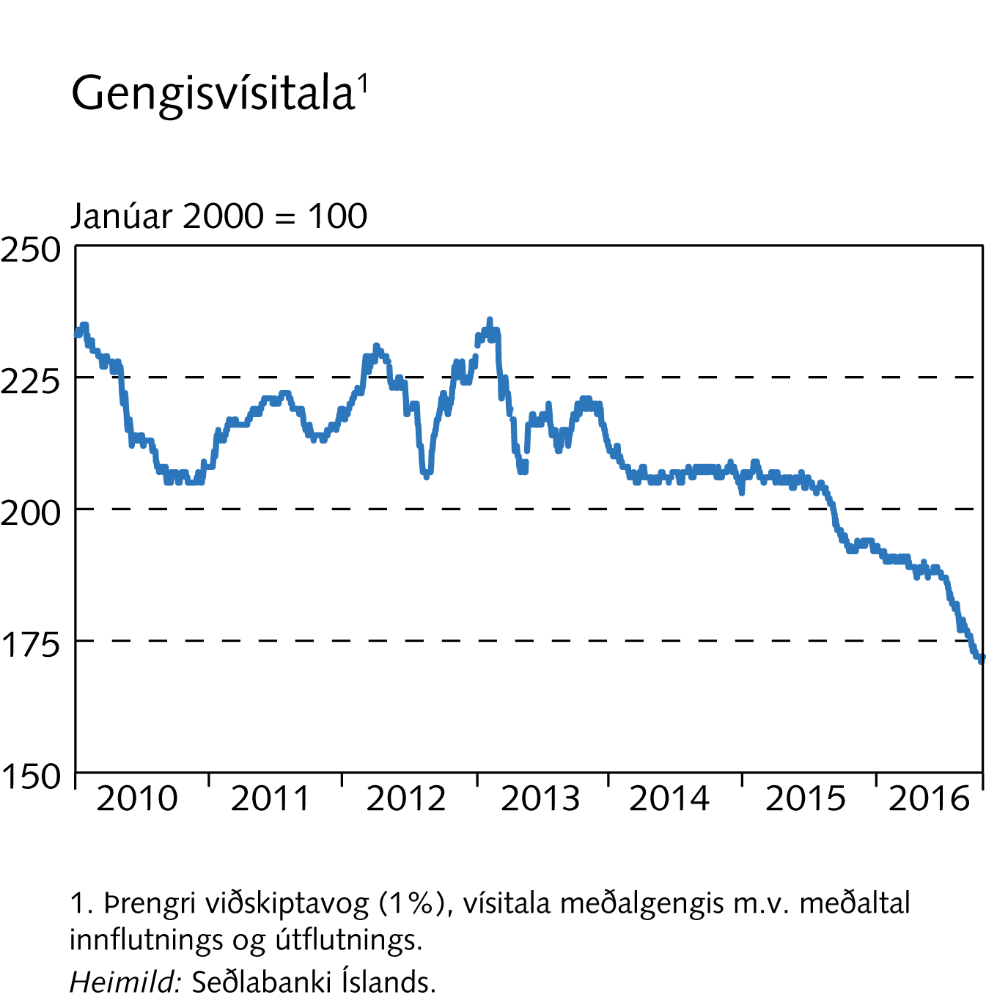 Gengisvísitala¹
Janúar 2000 = 100
250
225
200
175
150
2010 2011 2012 2013 2014 2015 2016
1. Þrengri viðskiptavog (1%), vísitala meðalgengis m.v. meðaltal
innflutnings og útflutnings.
Heimild: Seðlabanki Íslands.